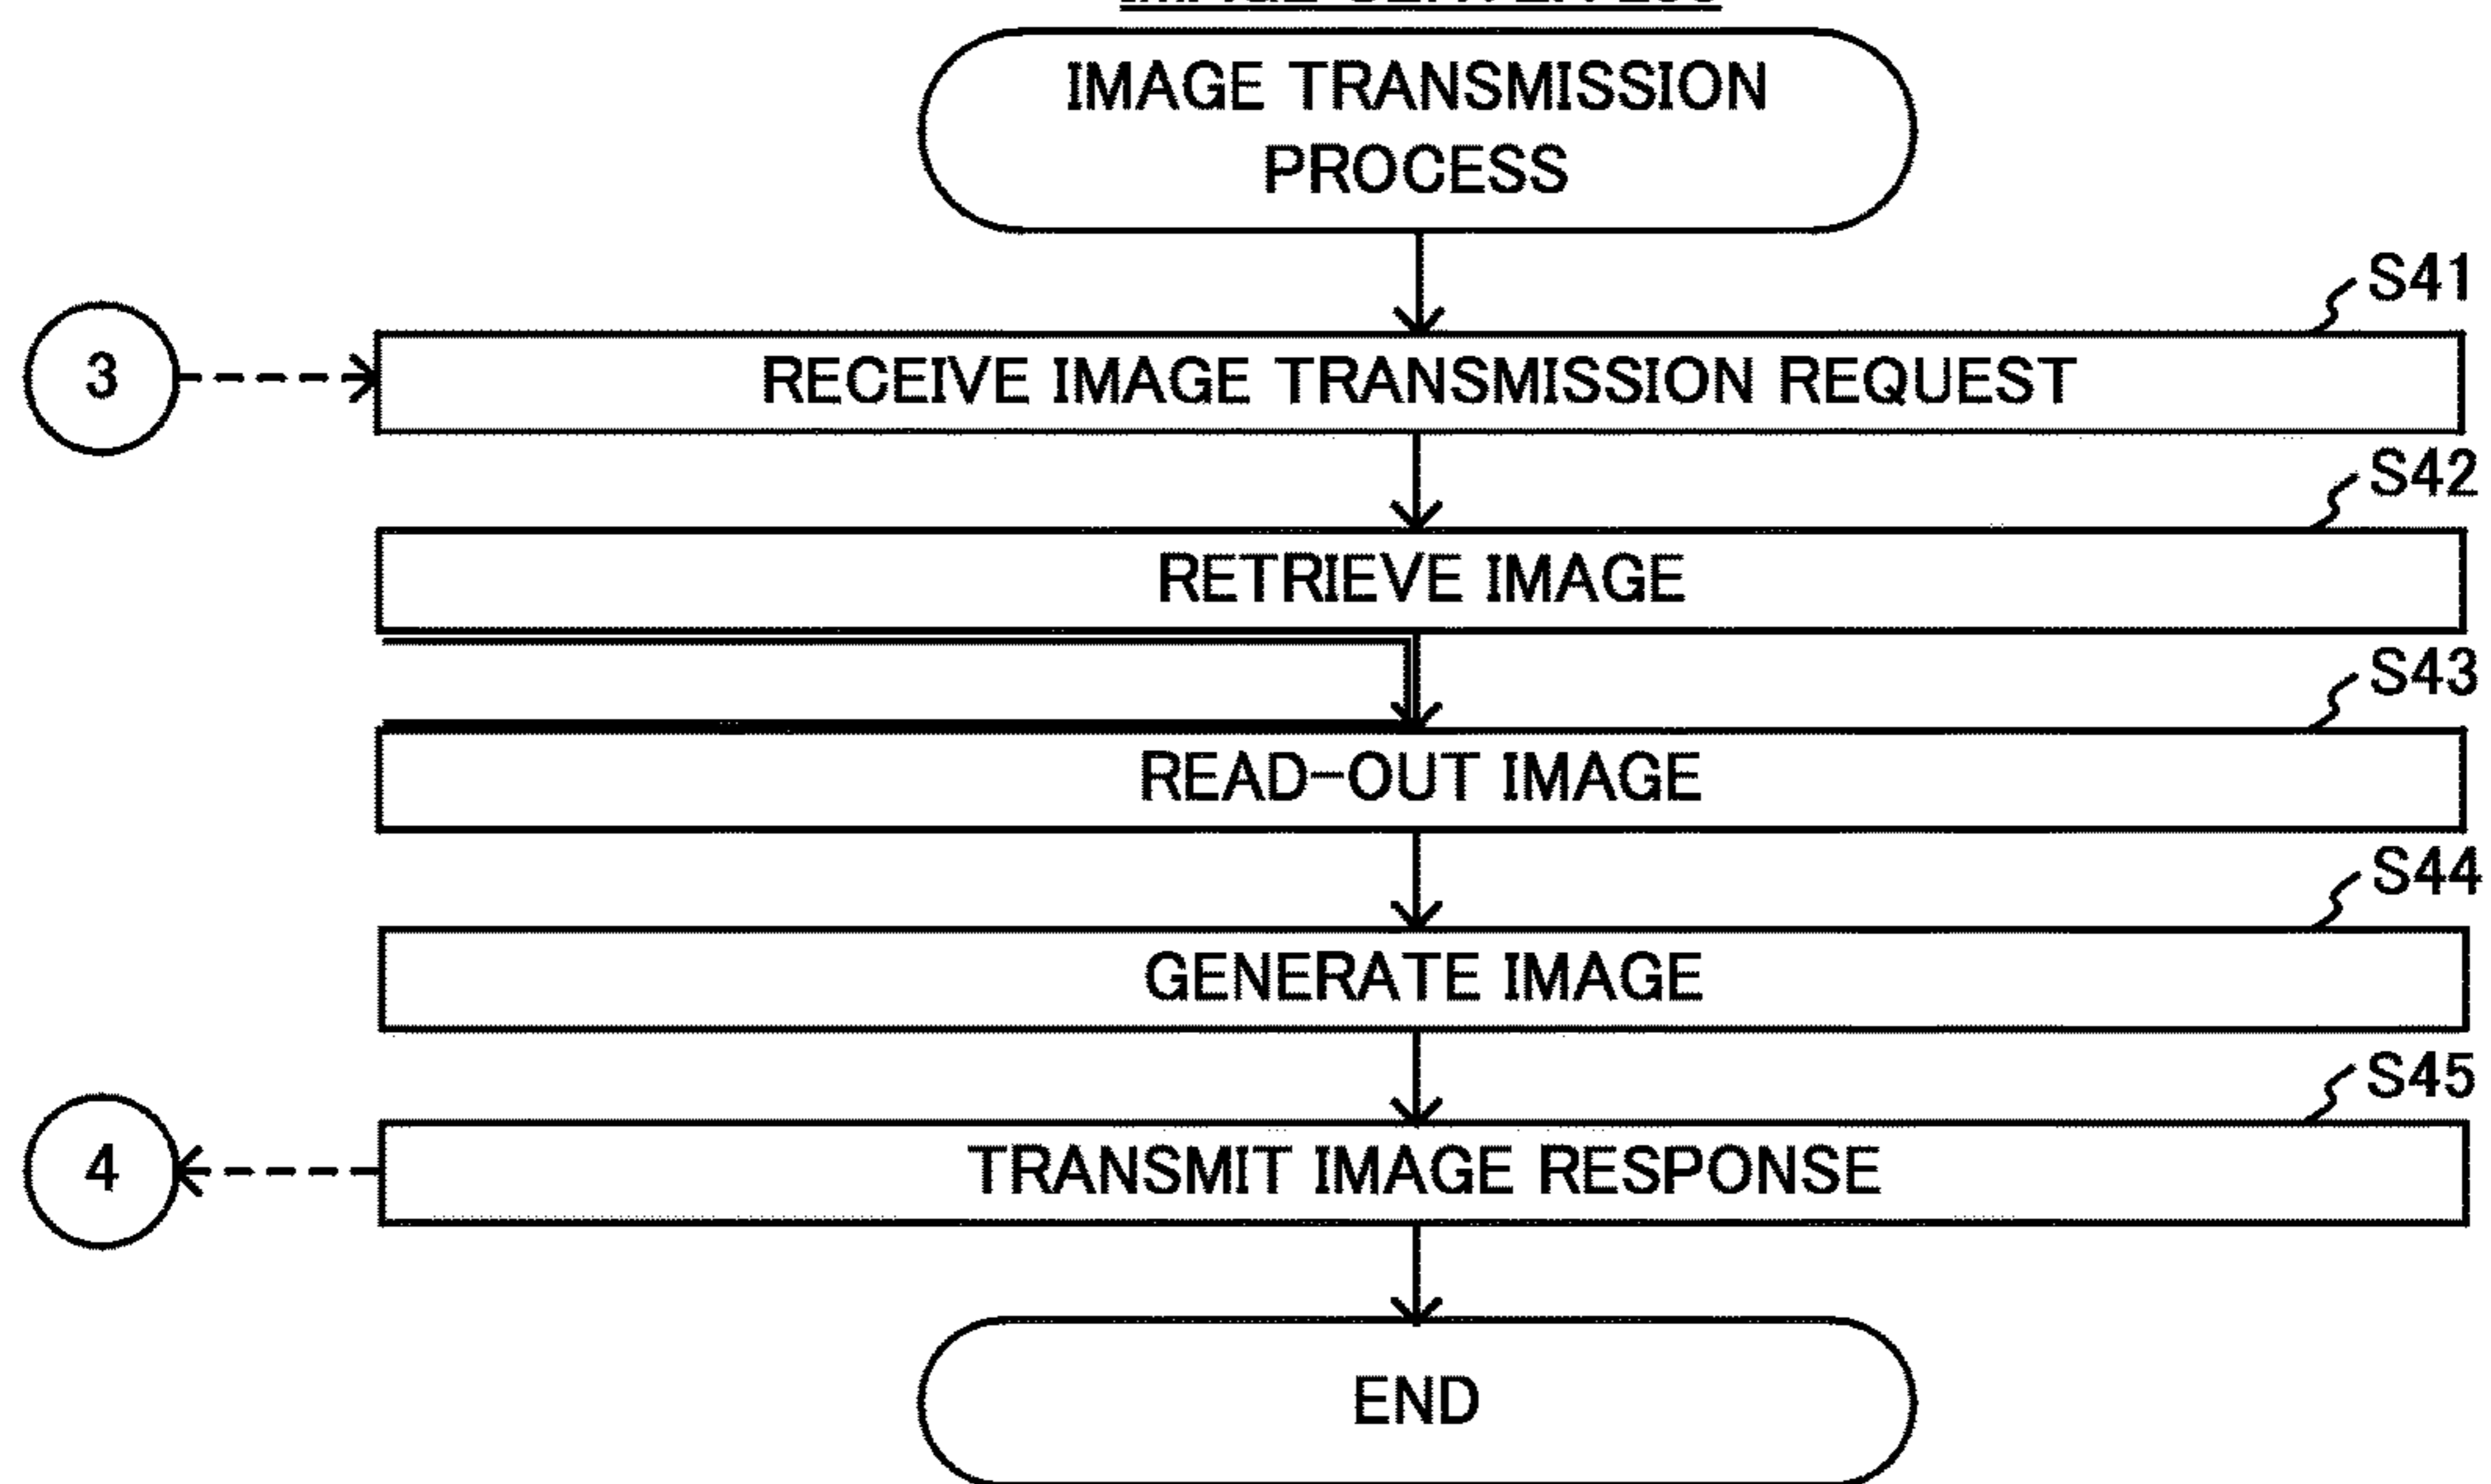 IMAGE TRANSMISSION
PROCESS
S41
3
RECEIVE IMAGE TRANSMISSION REQUEST
S42
RETRIEVE IMAGE
S43
READ-OUT IMAGE
S44
GENERATE IMAGE
S45
4
TRANSMIT IMAGE RESPONSE
END